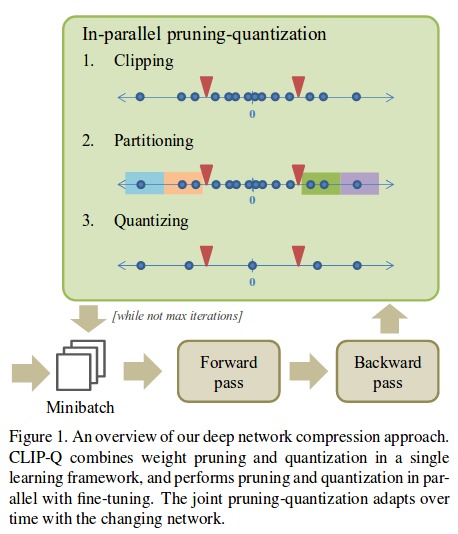 In-parallel pruning-quantization
1. Clipping
0
2. Partitioning
0
3. Quantizing
0
[while not max iterations]
Minibatch
Forward
pass
Backward
pass
Figure 1. An overview of our deep network compression approach.
CLIP-Q combines weight pruning and quantization in a single
learning framework, and performs pruning and quantization in par-
allel with fine-tuning. The joint pruning-quantization adapts over
time with the changing network.